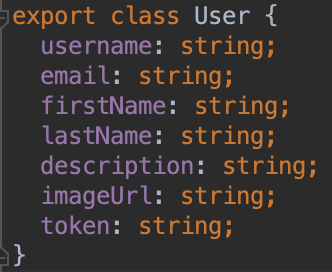 export class User {
  username: string;
  email: string;
  firstName: string;
  lastName: string;
  description: string;
  imageUrl: string;
  token: string;
}